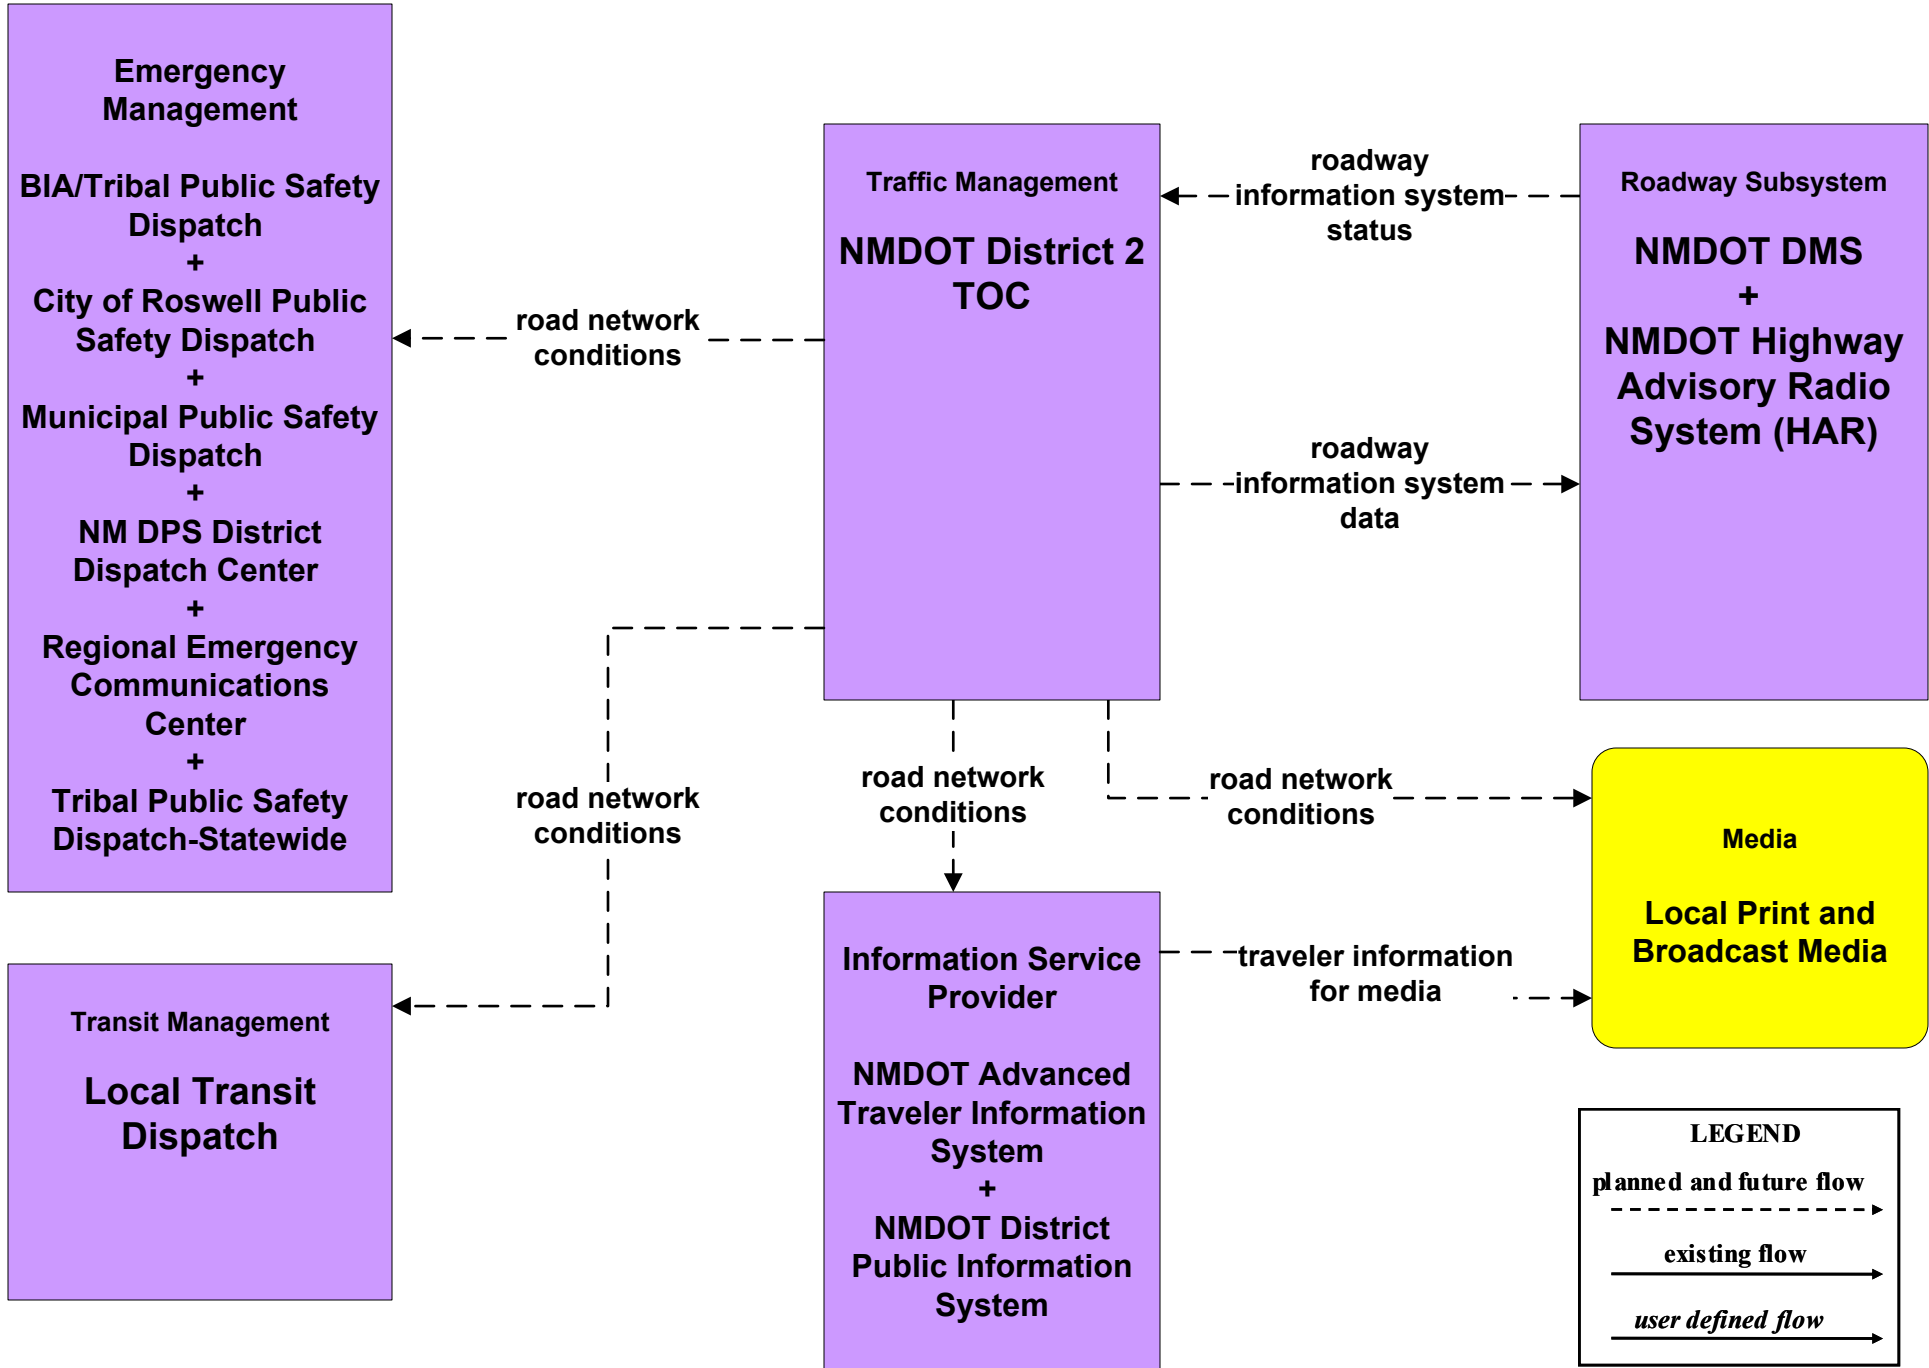 Emergency
Management
BIA/Tribal Public Safety
Dispatch
+
City of Roswell Public
Safety Dispatch
+
Municipal Public Safety
Dispatch
+
NM DPS District
Dispatch Center
+
Regional Emergency
Communications
Center
+
Tribal Public Safety
Dispatch-Statewide
Transit Management
Local Transit
Dispatch
road network
conditions
road network
conditions
Traffic Management
NMDOT District 2
TOC
road network
conditions
Information Service
Provider
NMDOT Advanced
Traveler Information
System
+
NMDOT District
Public Information
System
roadway
information system
status
roadway
information system
data
road network
conditions
traveler information
for media
Roadway Subsystem
NMDOT DMS
+
NMDOT Highway
Advisory Radio
System (HAR)
Media
Local Print and
Broadcast Media
LEGEND
planned and future flow
existing flow
user defined flow